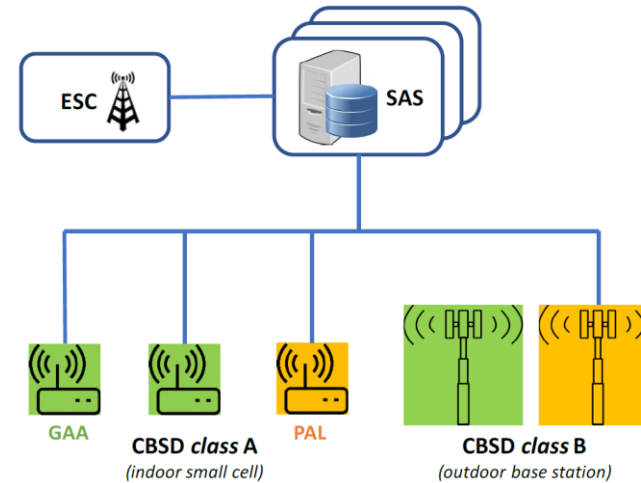 ESC
SAS
GAA
PAL
CBSD class A
(indoor small cell)
CBSD class B
(outdoor base station)